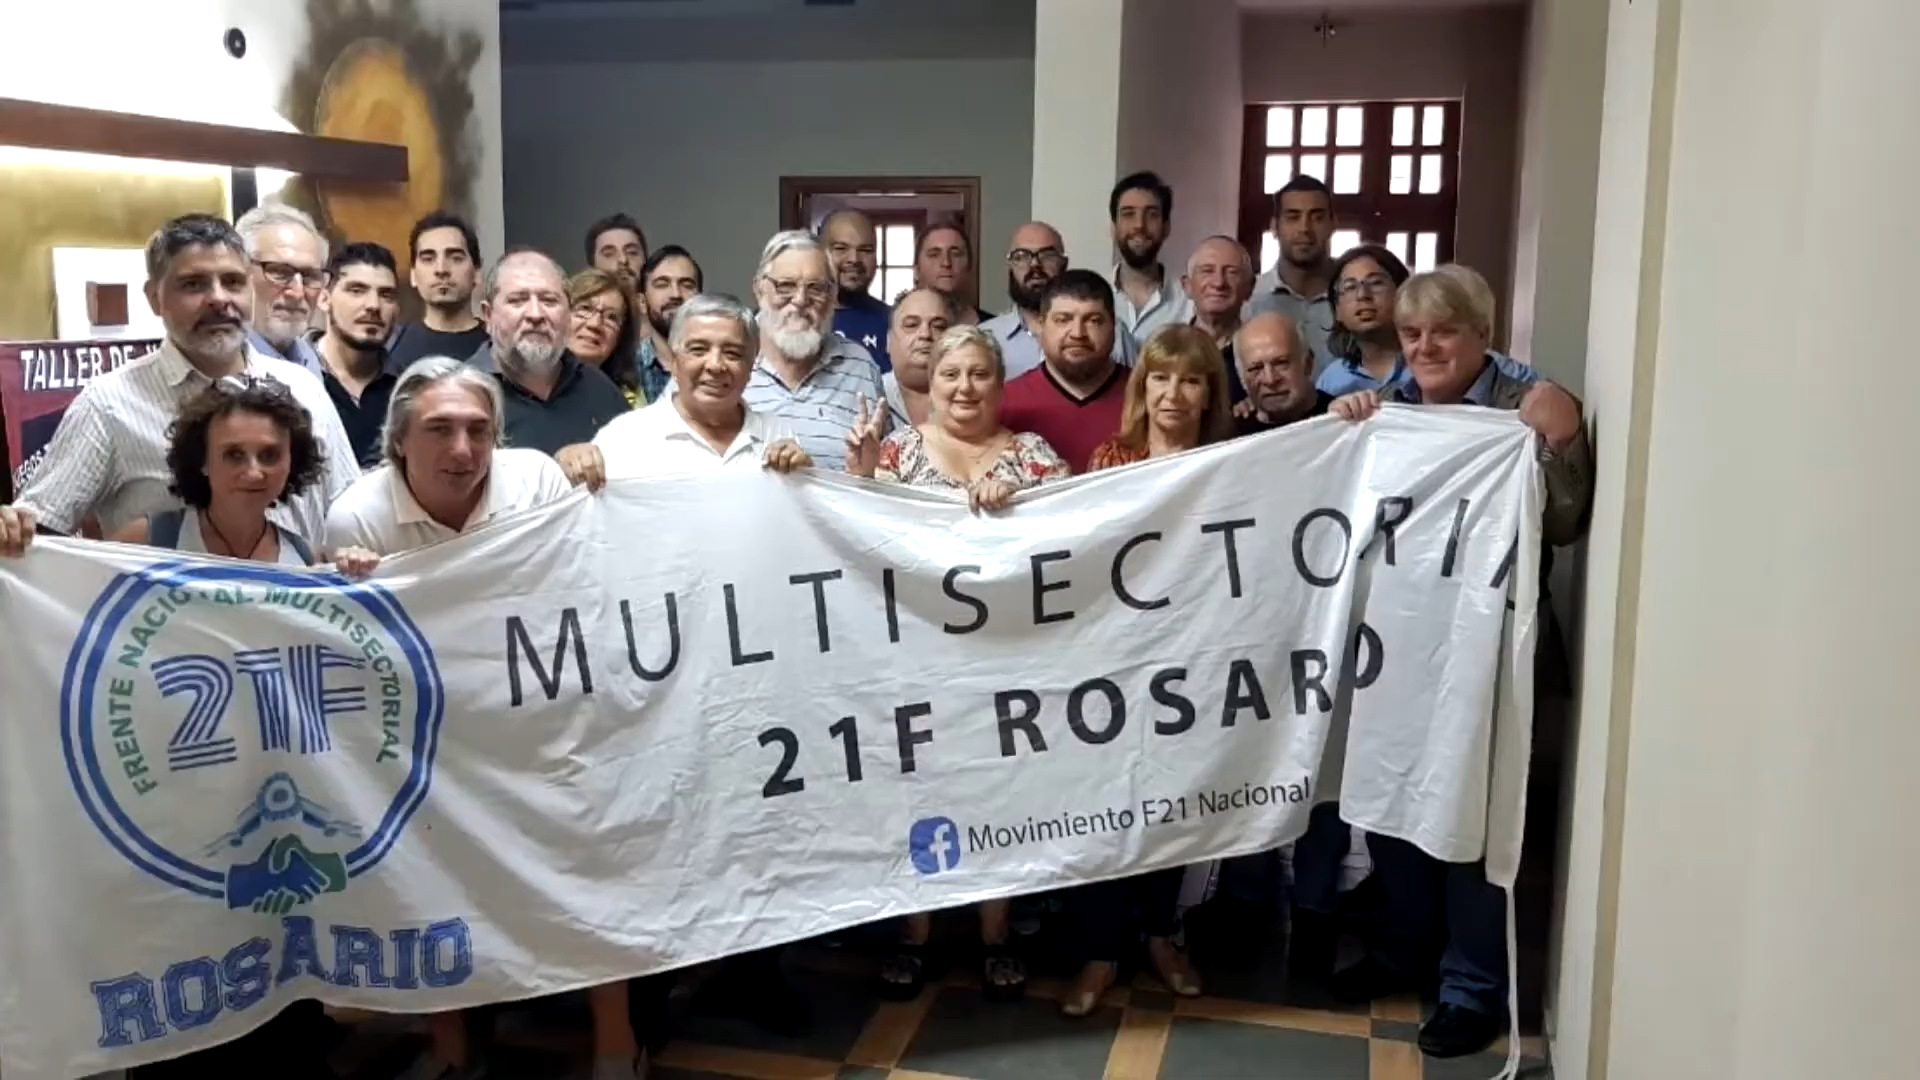 TALLER DE
FRENTE NACIONAL MULTISECTORIAL
21F
ROSARIO
MULTISECTORIA
21F ROSARO
Movimiento F21 Nacional